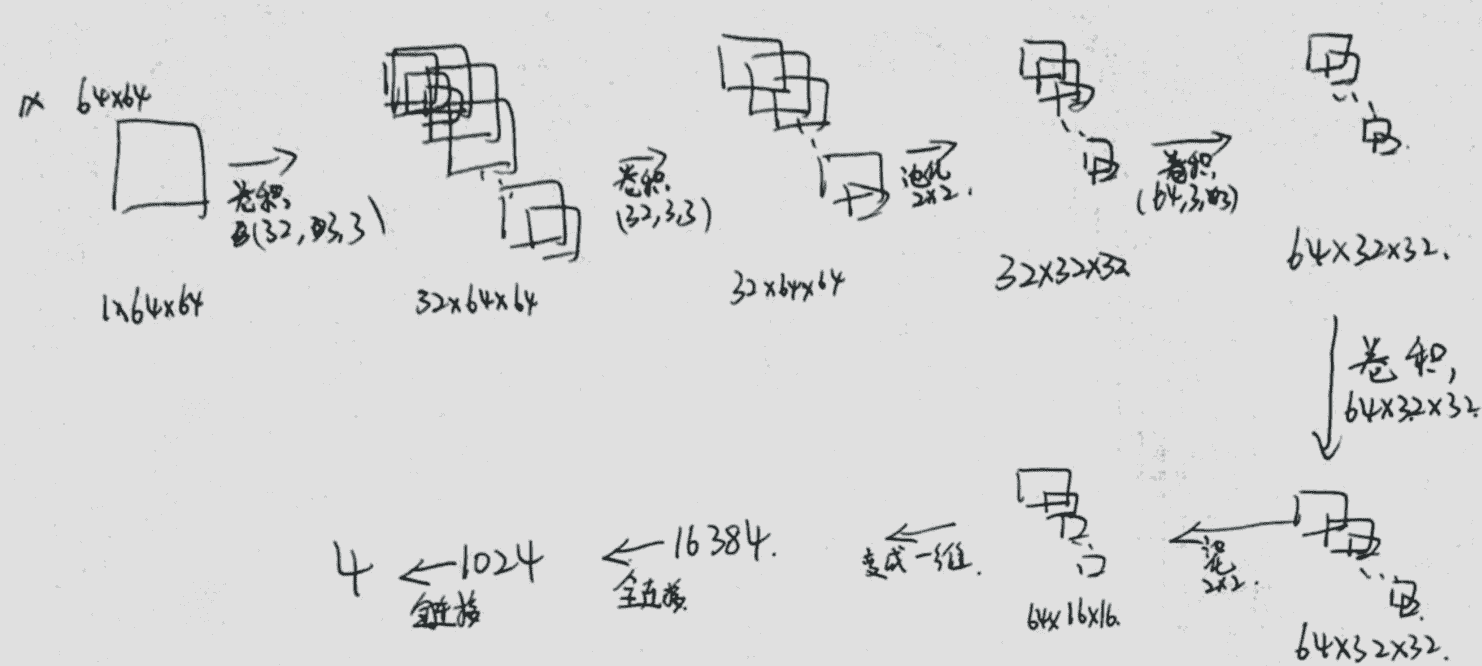 1x 64x64
卷积,
(32, 3,3)
1x64x64
32x64x64
卷积,
(32,3,3)
32x64x64
池化
2x2.
32x32x32
卷积,
(64,3,3)
64x32x32.
卷积,
64x32x32.
64x32x32.
池化
2x2.
64x16x16.
变成一维.
16384.
全连接
1024
全连接
4